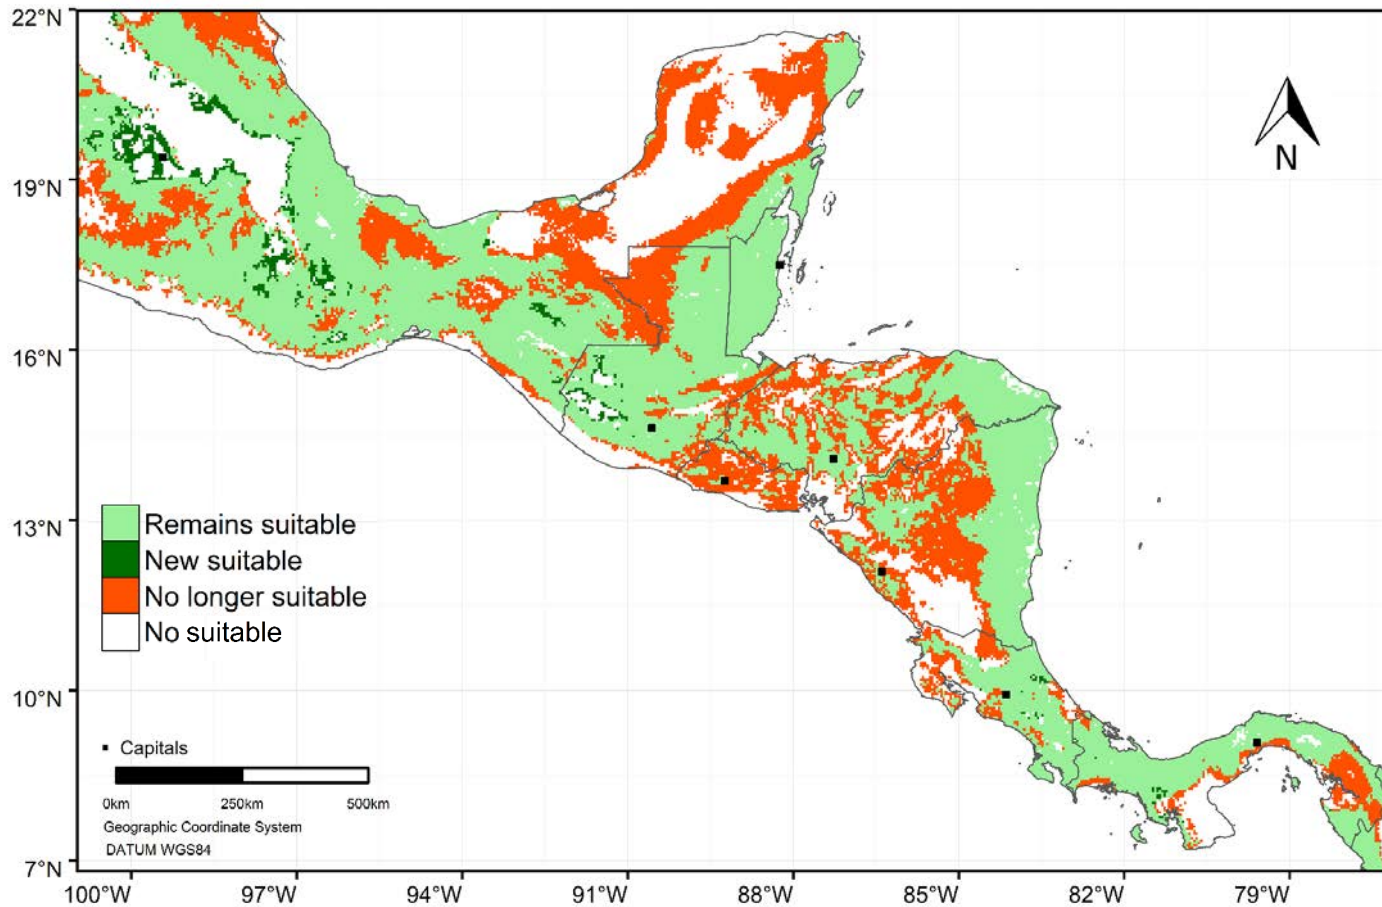 22°N
19°N
16°N
13°N
10°N
7°N
N
Remains suitable
New suitable
No longer suitable
No suitable
Capitals
0km 250km 500km
Geographic Coordinate System
DATUM WGS84
100°W 97°W 94°W 91°W 88°W 85°W 82°W 79°W